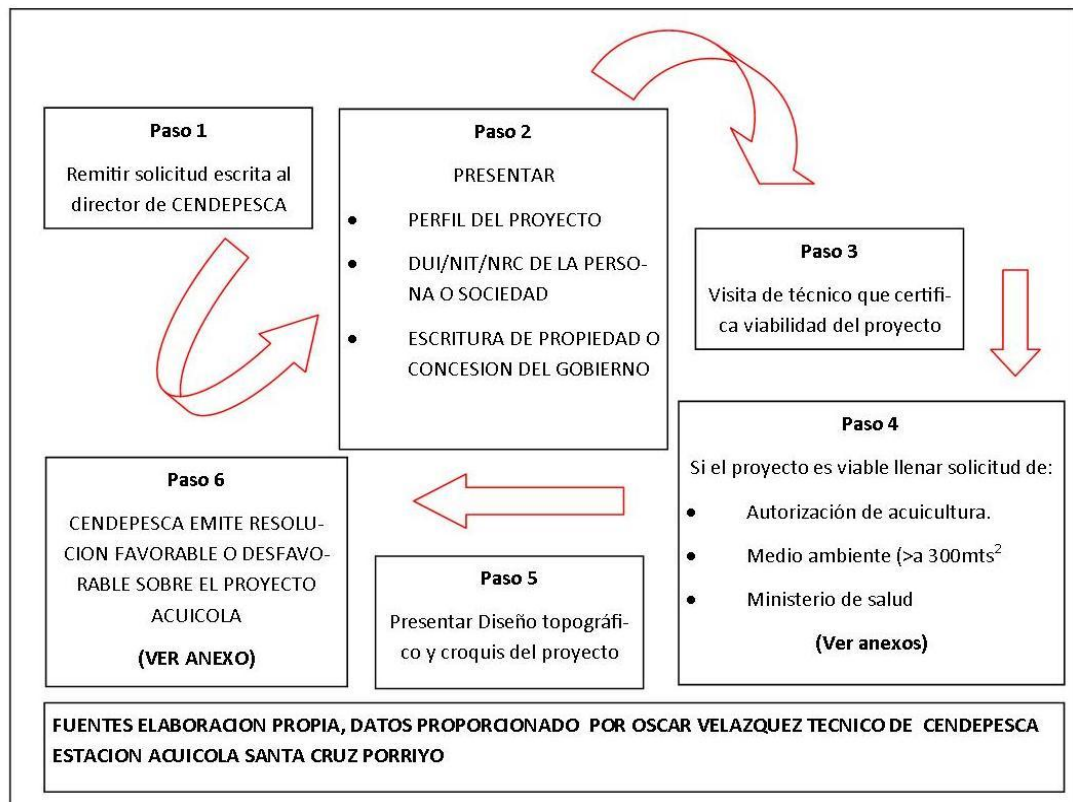 Paso 1
Remitir solicitud escrita al
director de CENDEPESCA
Paso 2
PRESENTAR
• PERFIL DEL PROYECTO
• DUI/NIT/NRC DE LA PERSO-
NA O SOCIEDAD
• ESCRITURA DE PROPIEDAD O
CONCESION DEL GOBIERNO
Paso 3
Visita de técnico que certifi-
ca viabilidad del proyecto
Paso 4
Si el proyecto es viable llenar solicitud de:
• Autorización de acuicultura.
• Medio ambiente (>a 300mts²
• Ministerio de salud
(Ver anexos)
Paso 5
Presentar Diseño topográfi-
co y croquis del proyecto
Paso 6
CENDEPESCA EMITE RESOLU-
CION FAVORABLE O DESFAVO-
RABLE SOBRE EL PROYECTO
ACUICOLA
(VER ANEXO)
FUENTES ELABORACION PROPIA, DATOS PROPORCIONADO POR OSCAR VELAZQUEZ TECNICO DE CENDEPESCA
ESTACION ACUICOLA SANTA CRUZ PORRIYO